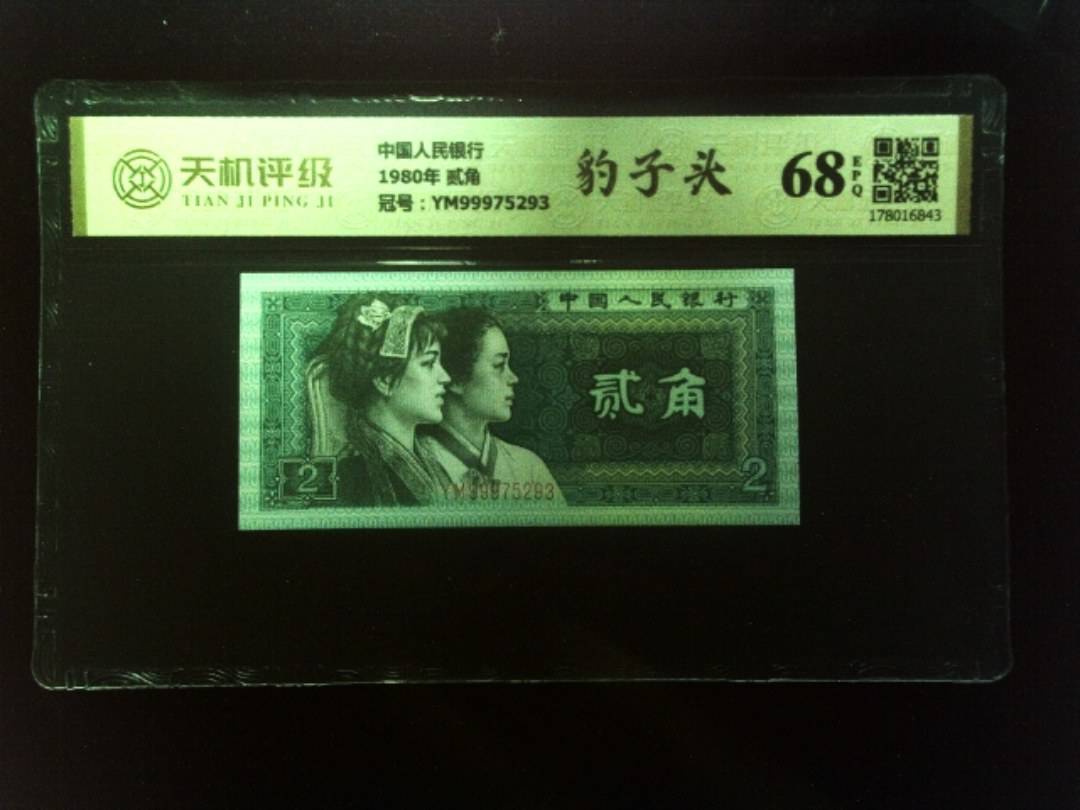 天机评级
TIAN JI PING JI
中国人民银行
1980年 贰角
冠号：YM99975293
豹子头
68
EPQ
178016843
中國人民銀行
贰角
2
2
YM99975293